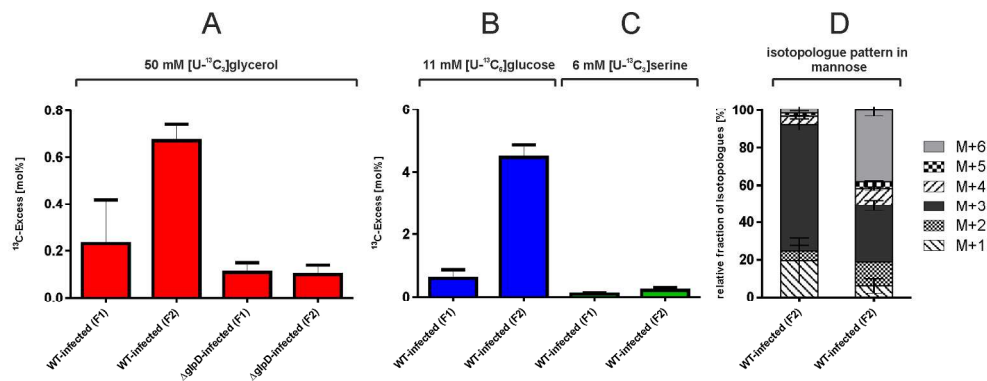 A
B
C
D
50 mM [U-¹³C₃]glycerol
11 mM [U-¹³C₆]glucose
6 mM [U-¹³C₃]serine
isotopologue pattern in
mannose
¹³C-Excess [mol%]
0.8
0.6
0.4
0.2
0.0
WT-infected (F1)
WT-infected (F2)
ΔglpD-infected (F1)
ΔglpD-infected (F2)
¹³C-Excess [mol%]
6
4
2
0
WT-infected (F1)
WT-infected (F2)
WT-infected (F1)
WT-infected (F2)
relative fraction of isotopologues [%]
100
80
60
40
20
0
WT-infected (F2)
WT-infected (F2)
M+6
M+5
M+4
M+3
M+2
M+1